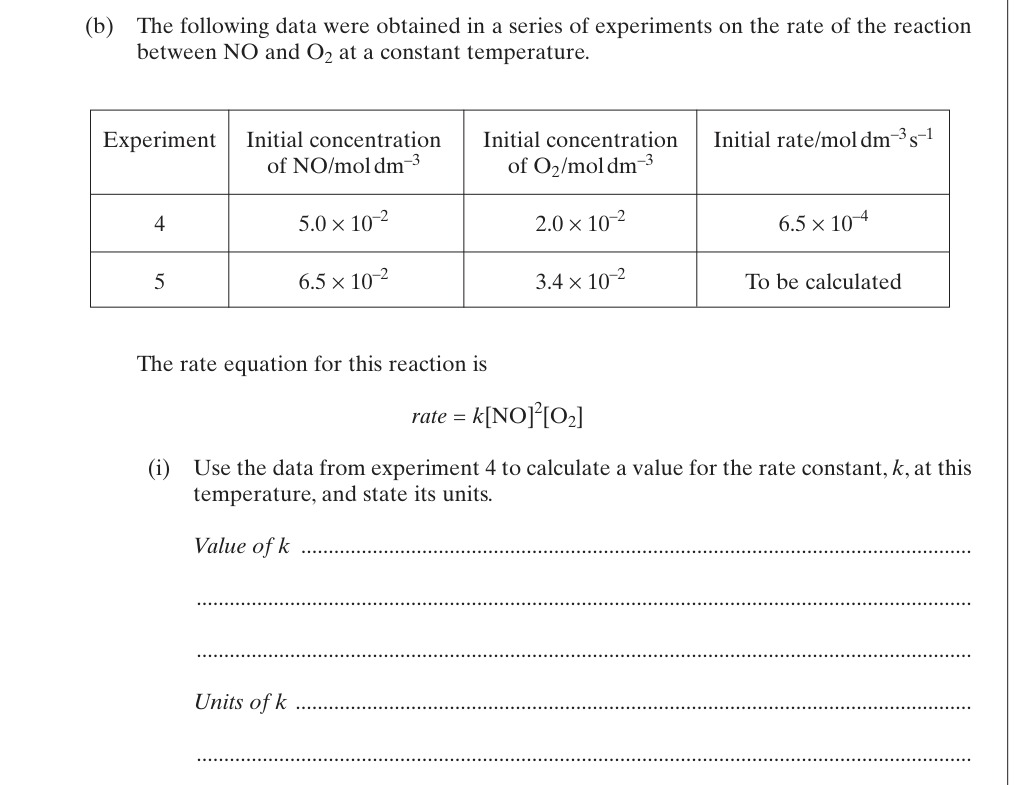 (b) The following data were obtained in a series of experiments on the rate of the reaction
between NO and O₂ at a constant temperature.
Experiment
Initial concentration
of NO/mol dm⁻³
Initial concentration
of O₂/mol dm⁻³
Initial rate/mol dm⁻³ s⁻¹
4
5.0 × 10⁻²
2.0 × 10⁻²
6.5 × 10⁻⁴
5
6.5 × 10⁻²
3.4 × 10⁻²
To be calculated
The rate equation for this reaction is
rate = k[NO]²[O₂]
(i) Use the data from experiment 4 to calculate a value for the rate constant, k, at this
temperature, and state its units.
Value of k ....................................................................................................
....................................................................................................
....................................................................................................
Units of k ....................................................................................................
....................................................................................................